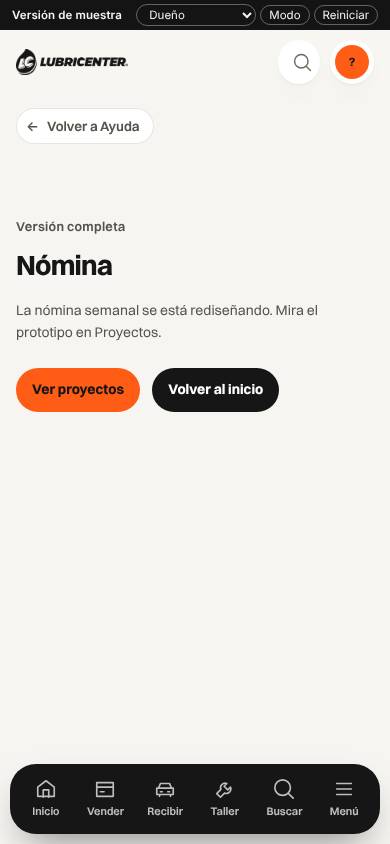 Versión de muestra Dueño Modo Reiniciar
LUBRICENTER. ?
← Volver a Ayuda
Versión completa
Nómina
La nómina semanal se está rediseñando. Mira el
prototipo en Proyectos.
Ver proyectos Volver al inicio
Inicio Vender Recibir Taller Buscar Menú